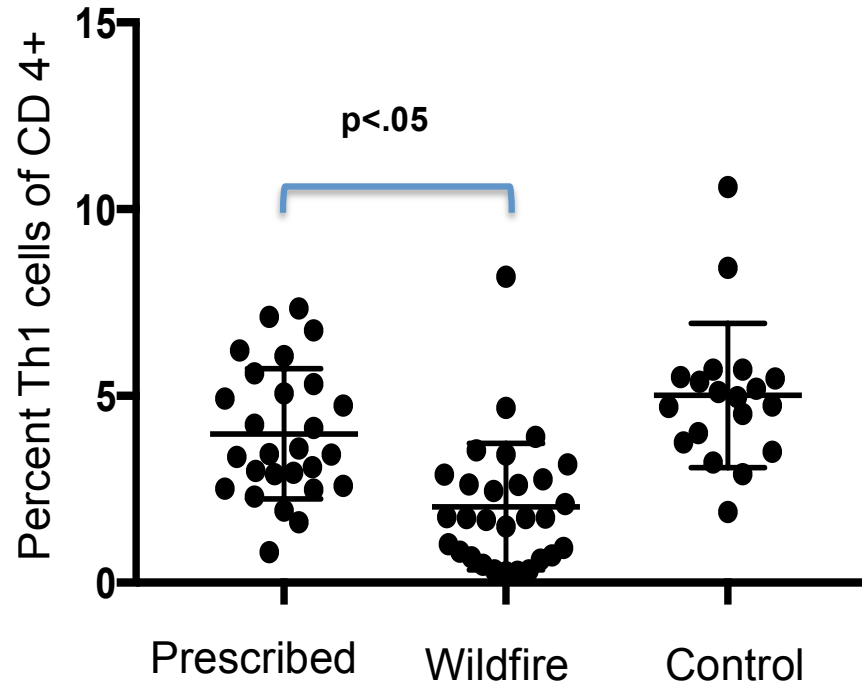 Percent Th1 cells of CD 4+
15
10
5
0
p<.05
Prescribed
Wildfire
Control